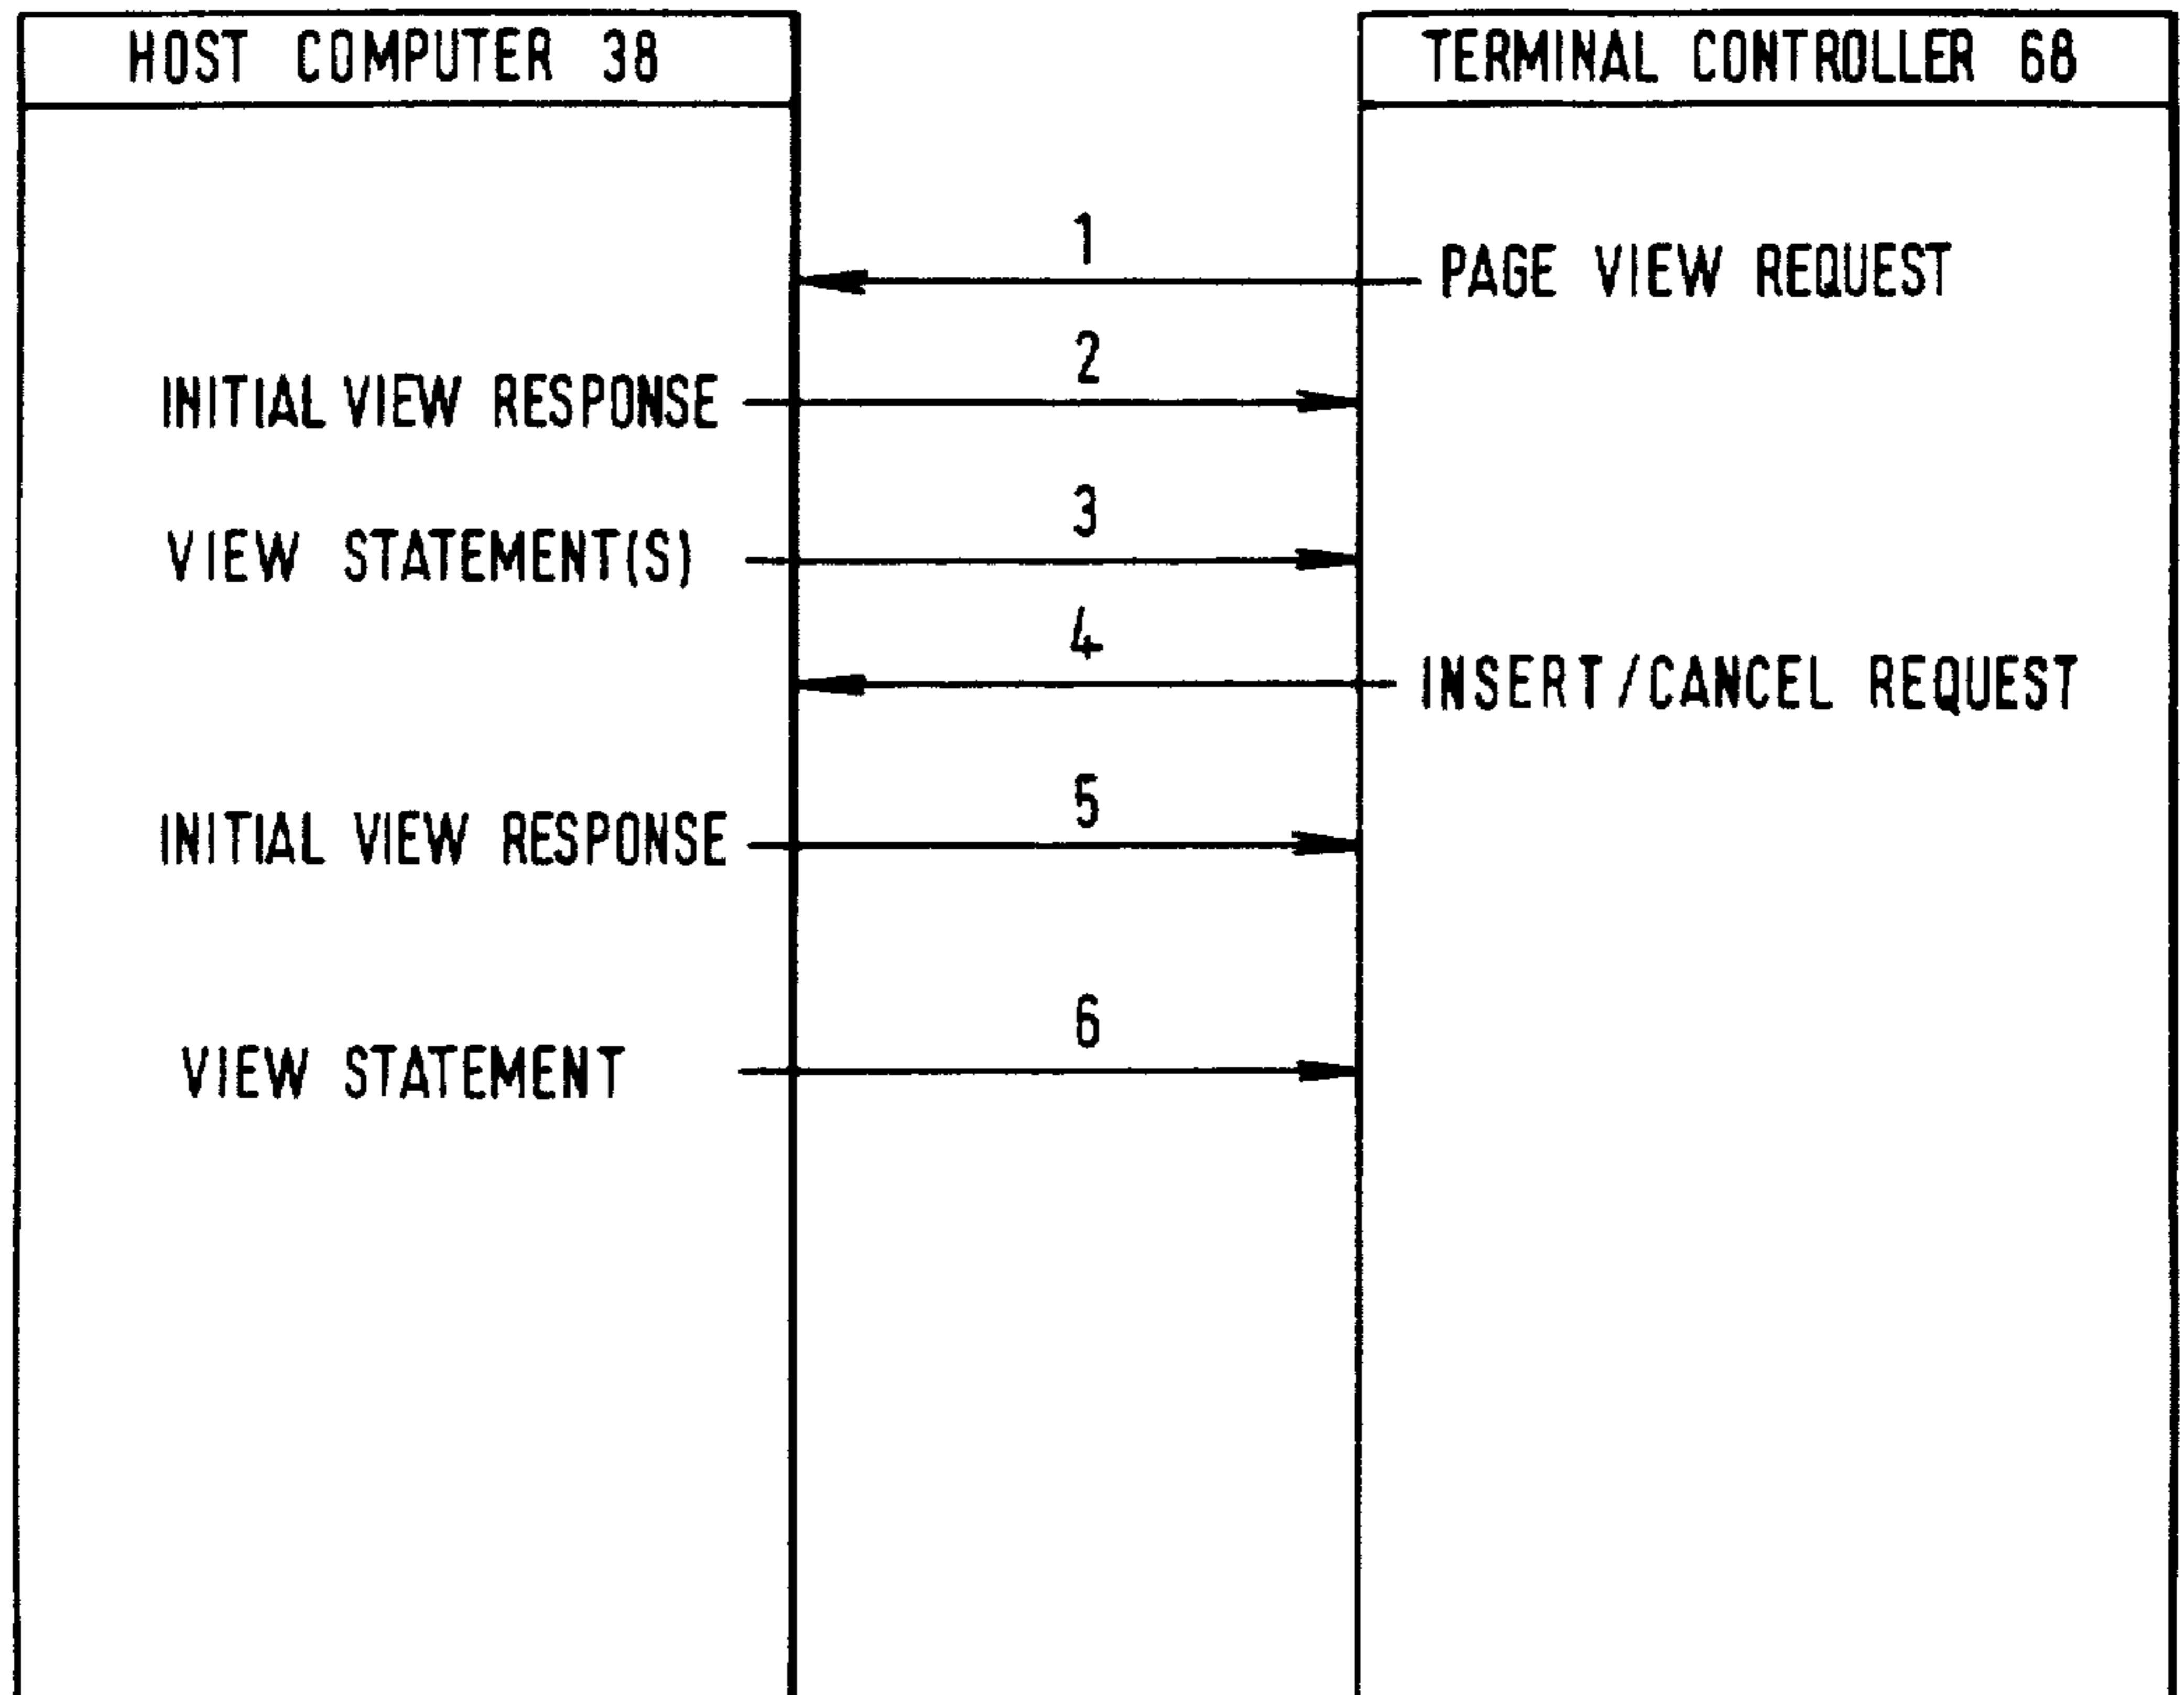 HOST COMPUTER 38
TERMINAL CONTROLLER 68
1
PAGE VIEW REQUEST
2
INITIAL VIEW RESPONSE
3
VIEW STATEMENT(S)
4
INSERT/CANCEL REQUEST
5
INITIAL VIEW RESPONSE
6
VIEW STATEMENT